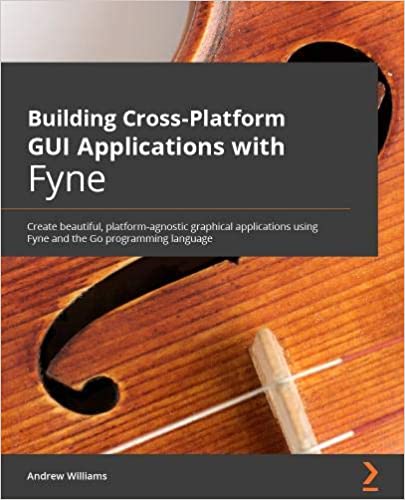 Building Cross-Platform
GUI Applications with
Fyne
Create beautiful, platform-agnostic graphical applications using
Fyne and the Go programming language
Andrew Williams